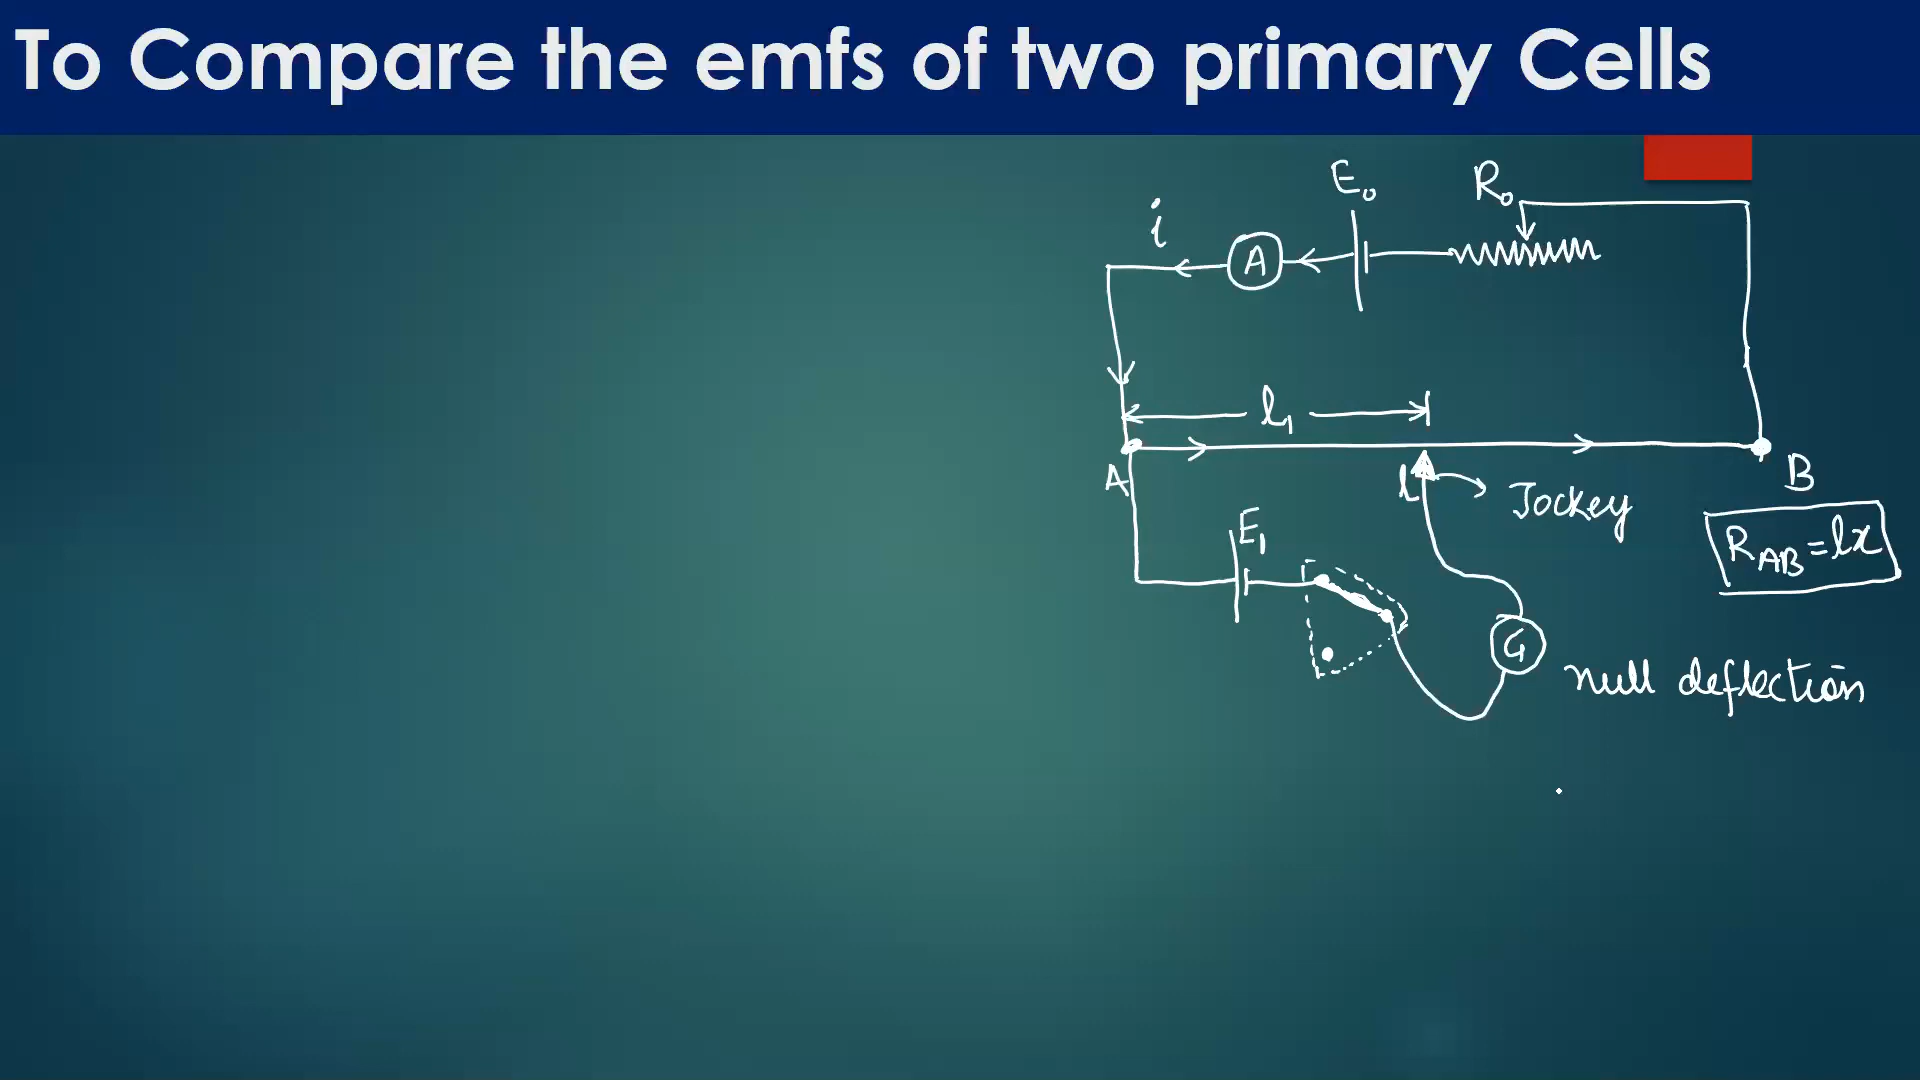 To Compare the emfs of two primary Cells
E₀
R₀
i
A
l₁
A
l
Jockey
B
E₁
R_AB = lx
G
null deflection